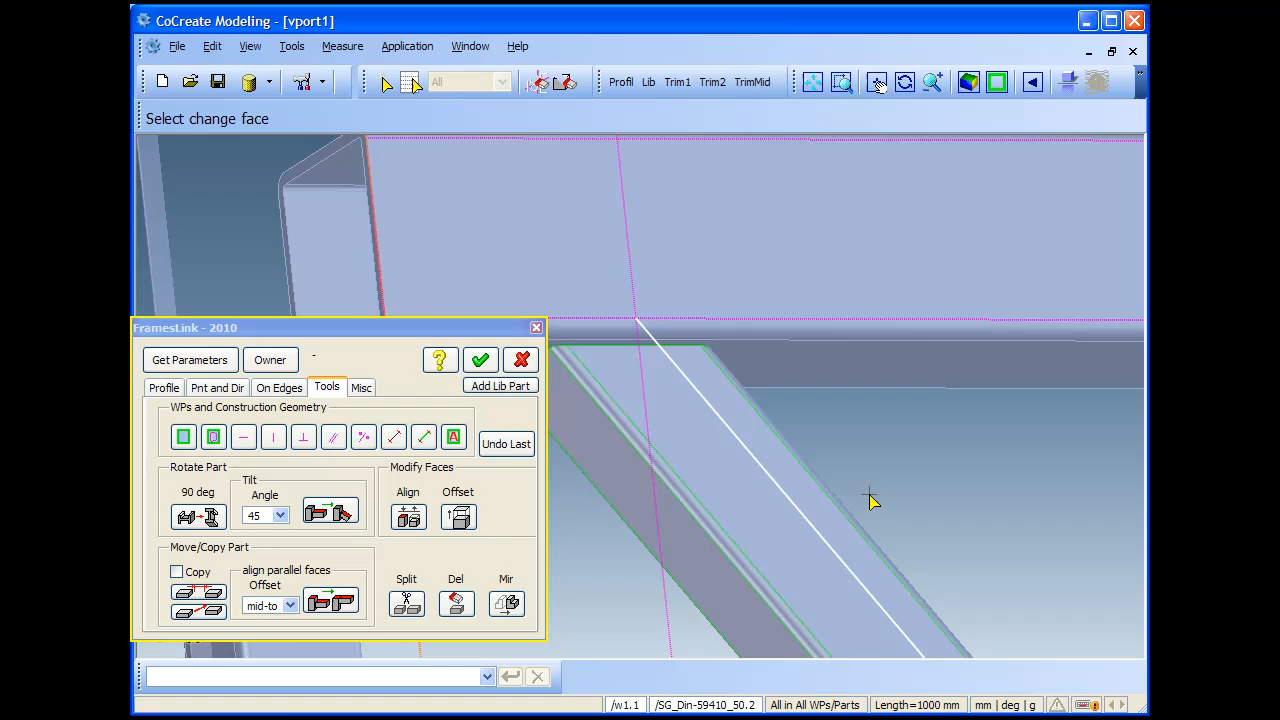 CoCreate Modeling - [vport1]
File Edit View Tools Measure Application Window Help
All Profil Lib Trim1 Trim2 TrimMid
Select change face
FramesLink - 2010
Get Parameters Owner -
Profile Pnt and Dir On Edges Tools Misc Add Lib Part
WPs and Construction Geometry
A Undo Last
Rotate Part Modify Faces
Tilt
90 deg Angle Align Offset
45
Move/Copy Part
Copy align parallel faces Split Del Mir
Offset
mid-to
/w1.1 /SG_Din-59410_50.2 All in All WPs/Parts Length=1000 mm mm | deg | g